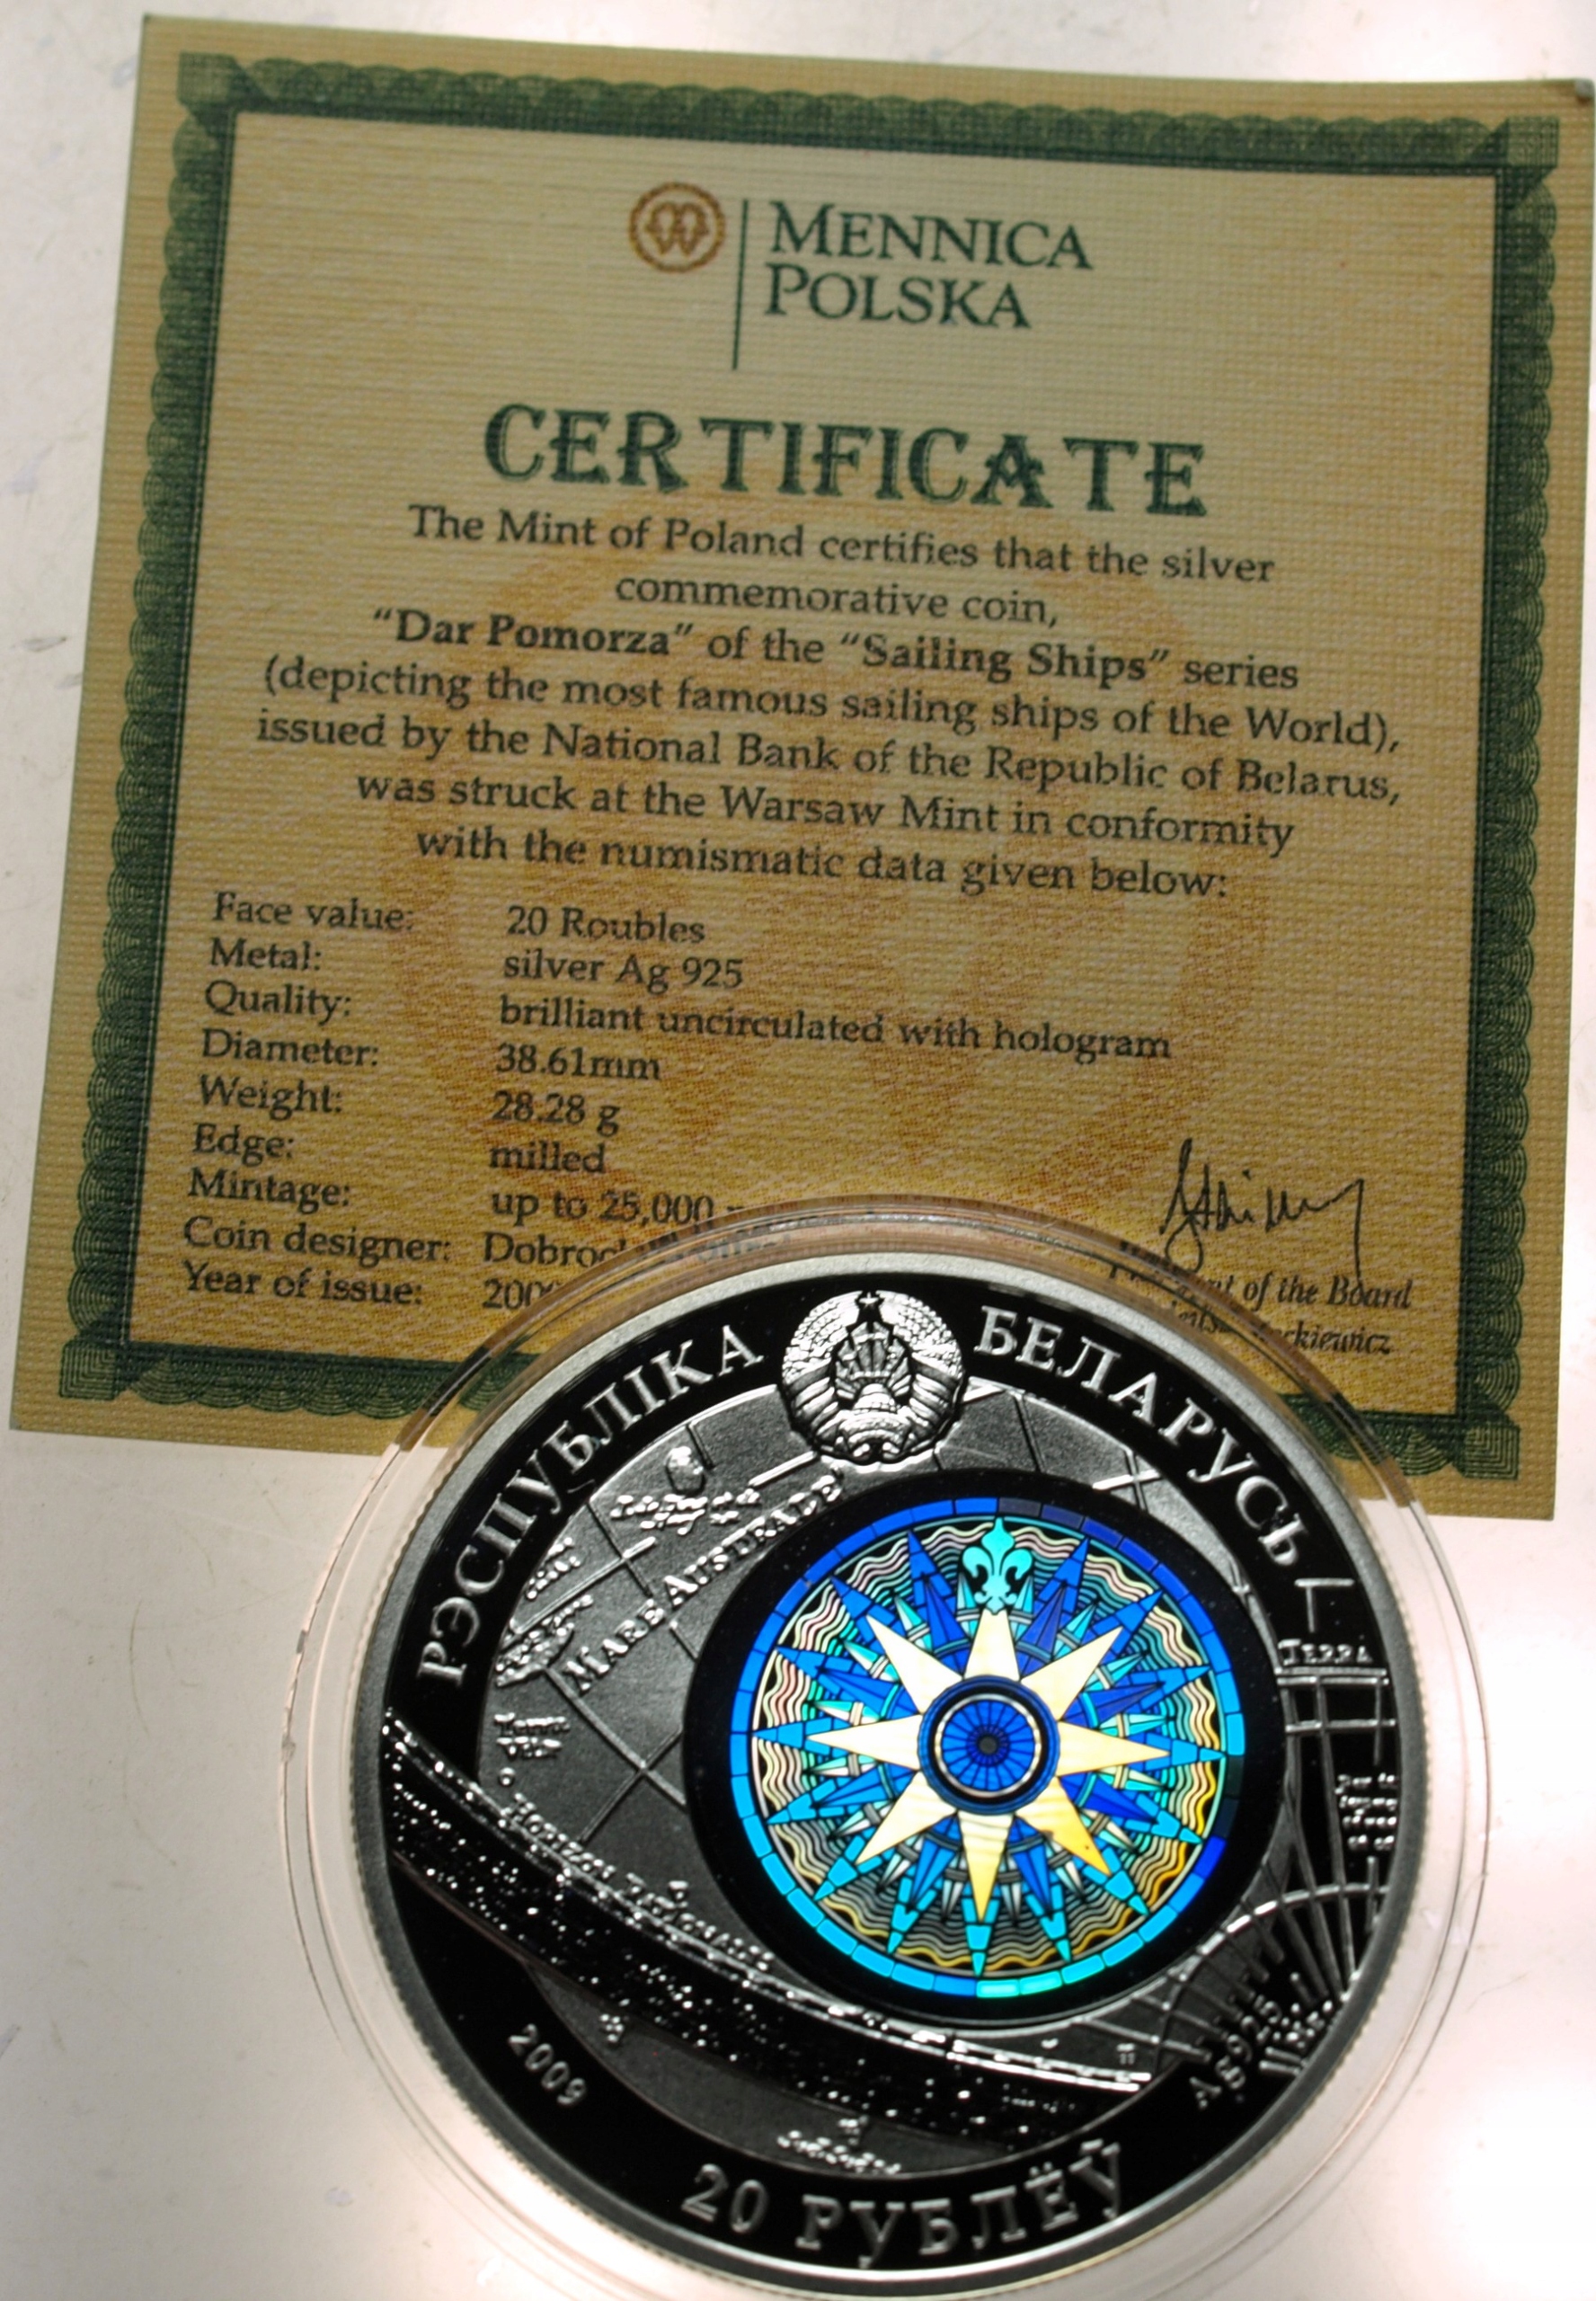 MENNICA
POLSKA
CERTIFICATE
The Mint of Poland certifies that the silver
commemorative coin,
“Dar Pomorza” of the “Sailing Ships” series
(depicting the most famous sailing ships of the World),
issued by the National Bank of the Republic of Belarus,
was struck at the Warsaw Mint in conformity
with the numismatic data given below:
Face value: 20 Roubles
Metal: silver Ag 925
Quality: brilliant uncirculated with hologram
Diameter: 38.61mm
Weight: 28.28 g
Edge: milled
Mintage: up to 25,000
Coin designer:
Year of issue:
of the Board
РЭСПУБЛІКА БЕЛАРУСЬ
MARE AUSTRALE
TERRA
2009
Ag925
20 РУБЛЁЎ